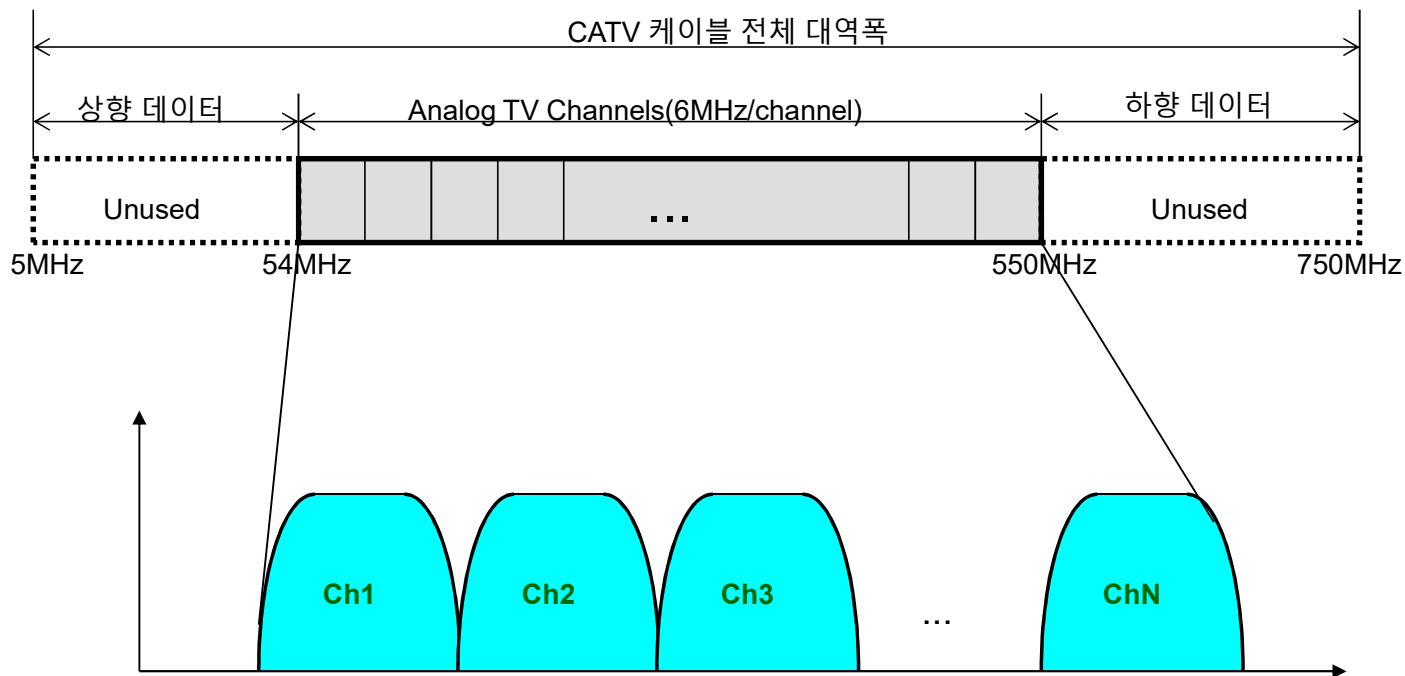 CATV 케이블 전체 대역폭
상향 데이터
Analog TV Channels(6MHz/channel)
하향 데이터
Unused
...
Unused
5MHz
54MHz
550MHz
750MHz
Ch1
Ch2
Ch3
...
ChN